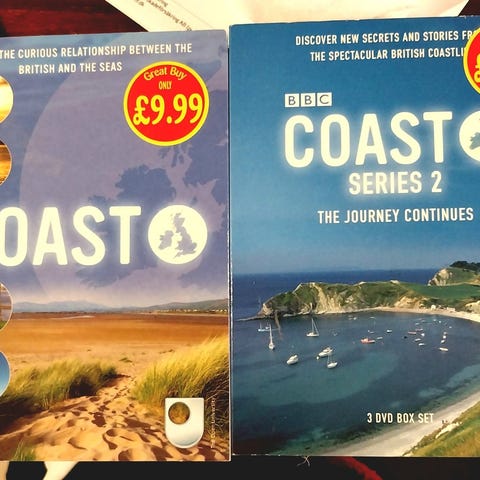 THE CURIOUS RELATIONSHIP BETWEEN THE
BRITISH AND THE SEAS
Great Buy
ONLY
£9.99
OAST
DISCOVER NEW SECRETS AND STORIES FRO
THE SPECTACULAR BRITISH COASTLI
BBC
COAST
SERIES 2
THE JOURNEY CONTINUES
3 DVD BOX SET